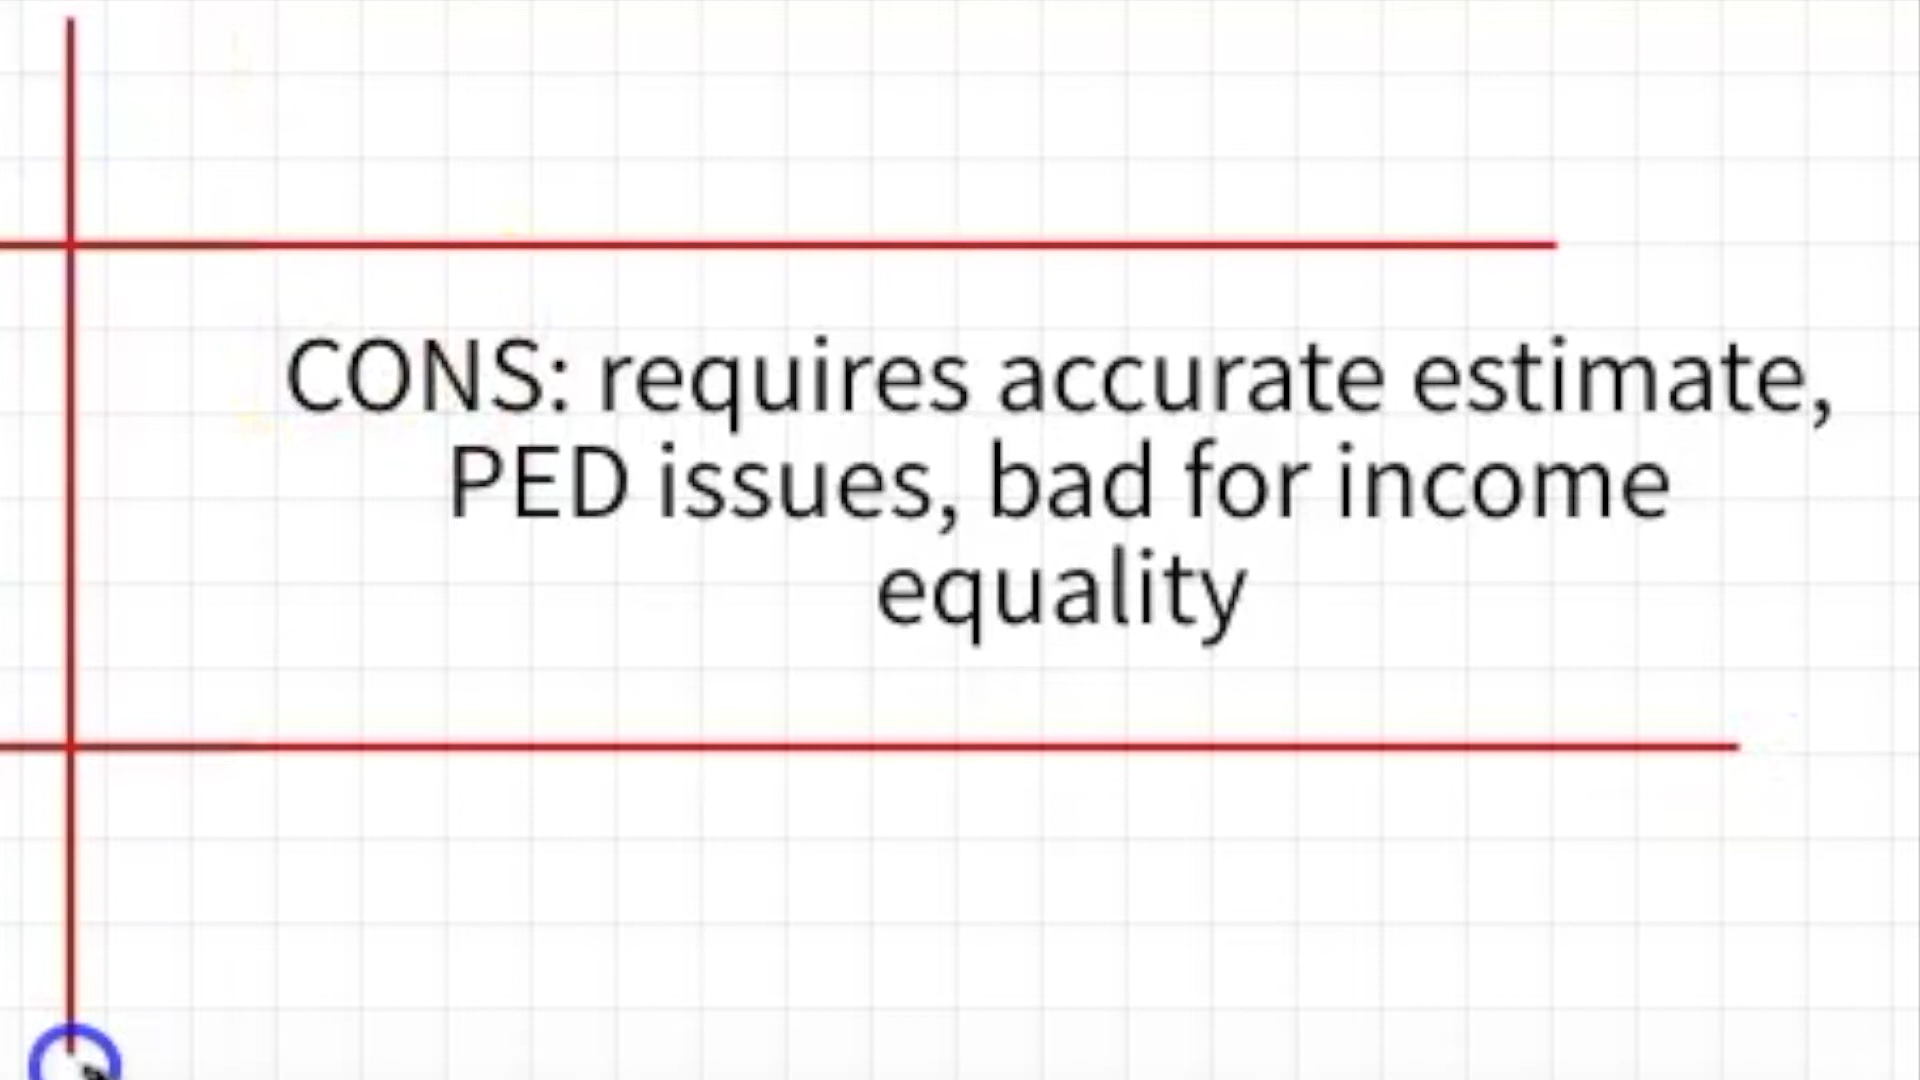 CONS: requires accurate estimate,
PED issues, bad for income
equality